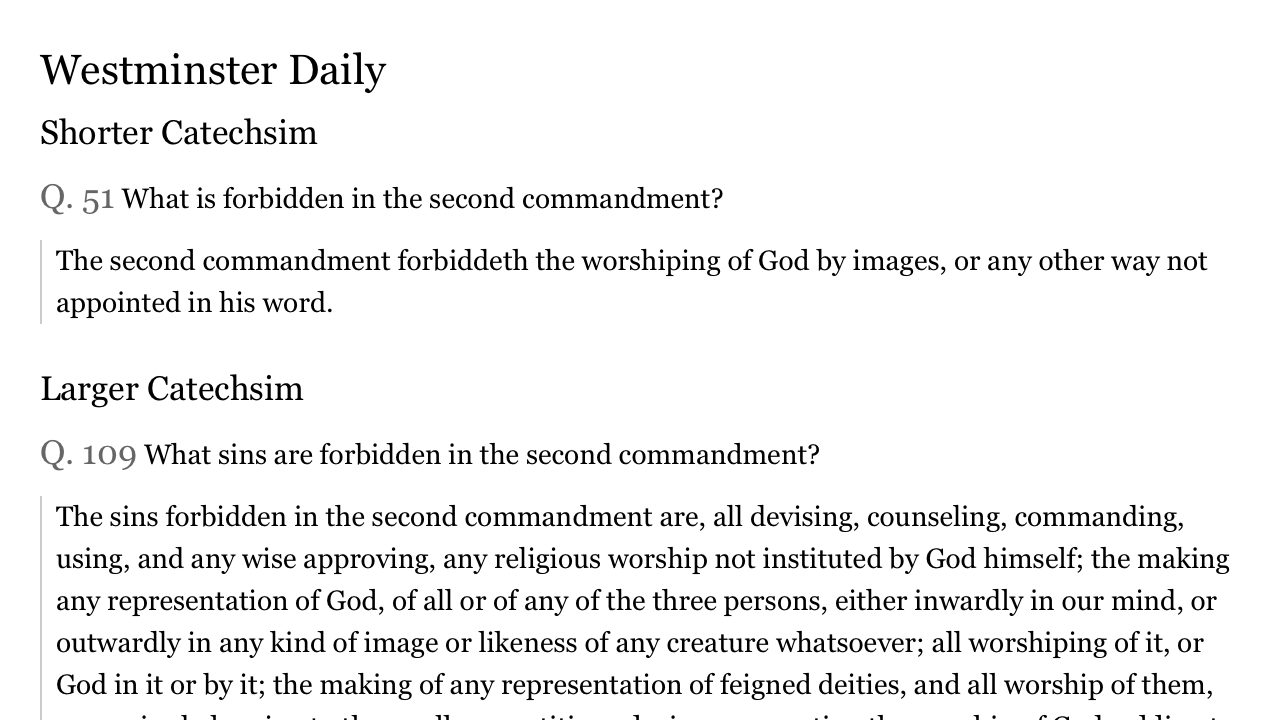 Westminster Daily
Shorter Catechsim
Q. 51 What is forbidden in the second commandment?
The second commandment forbiddeth the worshiping of God by images, or any other way not
appointed in his word.
Larger Catechsim
Q. 109 What sins are forbidden in the second commandment?
The sins forbidden in the second commandment are, all devising, counseling, commanding,
using, and any wise approving, any religious worship not instituted by God himself; the making
any representation of God, of all or of any of the three persons, either inwardly in our mind, or
outwardly in any kind of image or likeness of any creature whatsoever; all worshiping of it, or
God in it or by it; the making of any representation of feigned deities, and all worship of them,